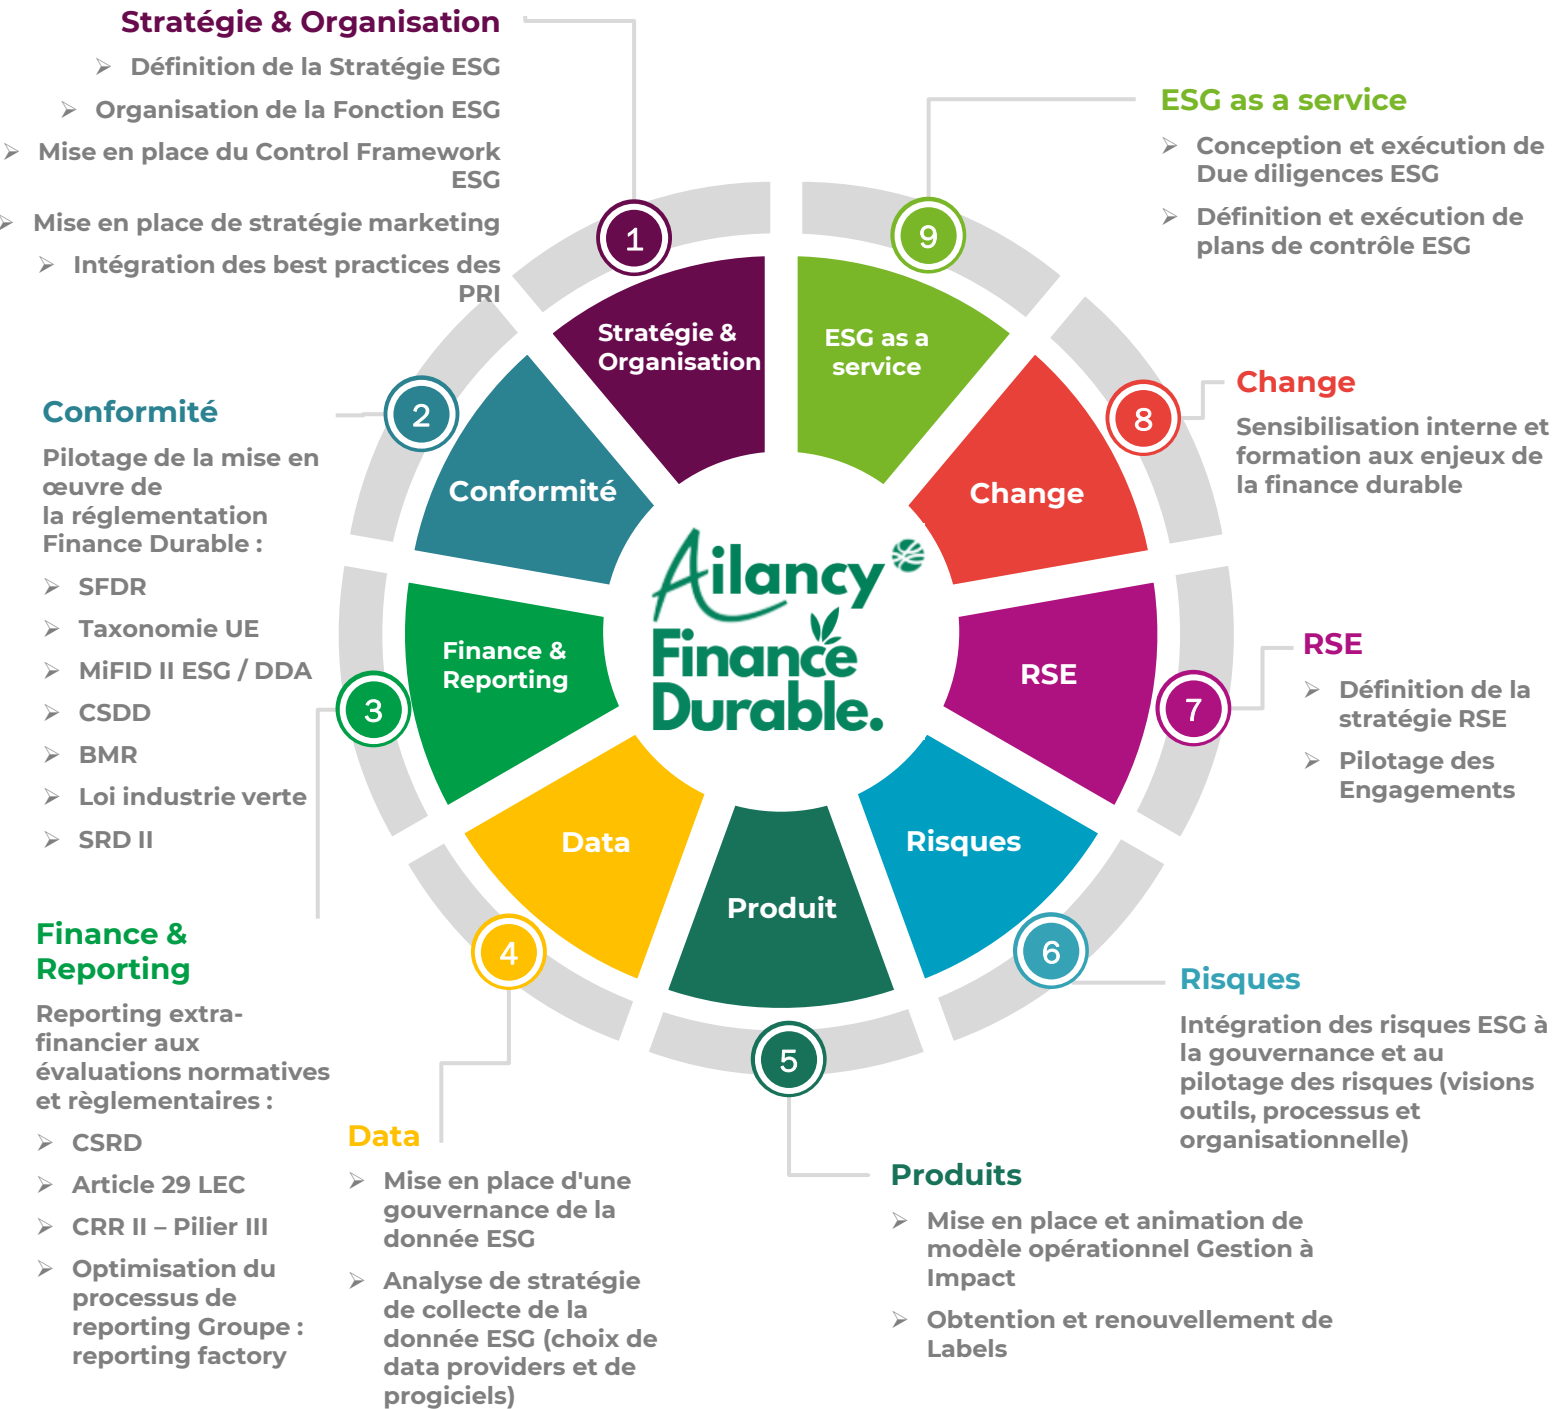 Stratégie & Organisation
Définition de la Stratégie ESG
Organisation de la Fonction ESG
Mise en place du Control Framework
ESG
Mise en place de stratégie marketing
Intégration des best practices des
PRI
Conformité
Pilotage de la mise en
œuvre de
la réglementation
Finance Durable :
SFDR
Taxonomie UE
MiFID II ESG / DDA
CSDD
BMR
Loi industrie verte
SRD II
Finance &
Reporting
Reporting extra-
financier aux
évaluations normatives
et règlementaires :
CSRD
Article 29 LEC
CRR II – Pilier III
Optimisation du
processus de
reporting Groupe :
reporting factory
Data
Mise en place d'une
gouvernance de la
donnée ESG
Analyse de stratégie
de collecte de la
donnée ESG (choix de
data providers et de
progiciels)
Produits
Mise en place et animation de
modèle opérationnel Gestion à
Impact
Obtention et renouvellement de
Labels
Risques
Intégration des risques ESG à
la gouvernance et au
pilotage des risques (visions
outils, processus et
organisationnelle)
RSE
Définition de la
stratégie RSE
Pilotage des
Engagements
Change
Sensibilisation interne et
formation aux enjeux de
la finance durable
ESG as a service
Conception et exécution de
Due diligences ESG
Définition et exécution de
plans de contrôle ESG
1
Stratégie &
Organisation
2
Conformité
3
Finance &
Reporting
4
Data
5
Produit
6
Risques
7
RSE
8
Change
9
ESG as a
service
Ailancy
Finance
Durable.